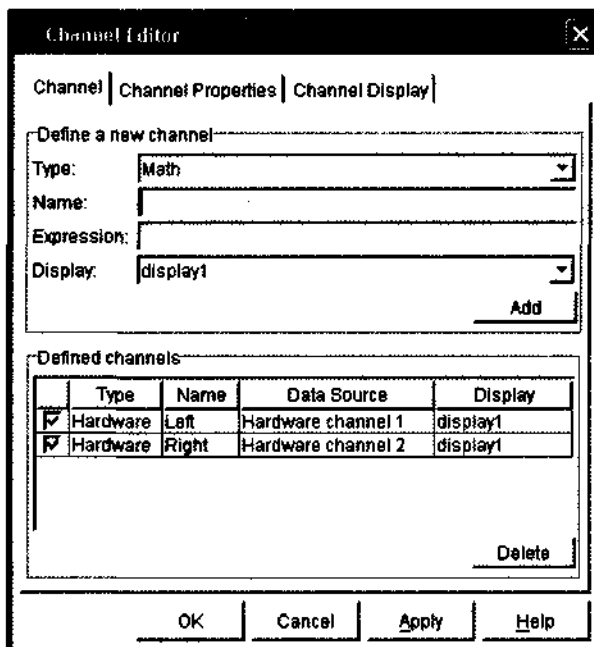 Channel Editor
Channel Channel Properties Channel Display
Define a new channel
Type: Math
Name:
Expression:
Display: display1
Add
Defined channels
Type Name Data Source Display
Hardware Left Hardware channel 1 display1
Hardware Right Hardware channel 2 display1
Delete
OK Cancel Apply Help